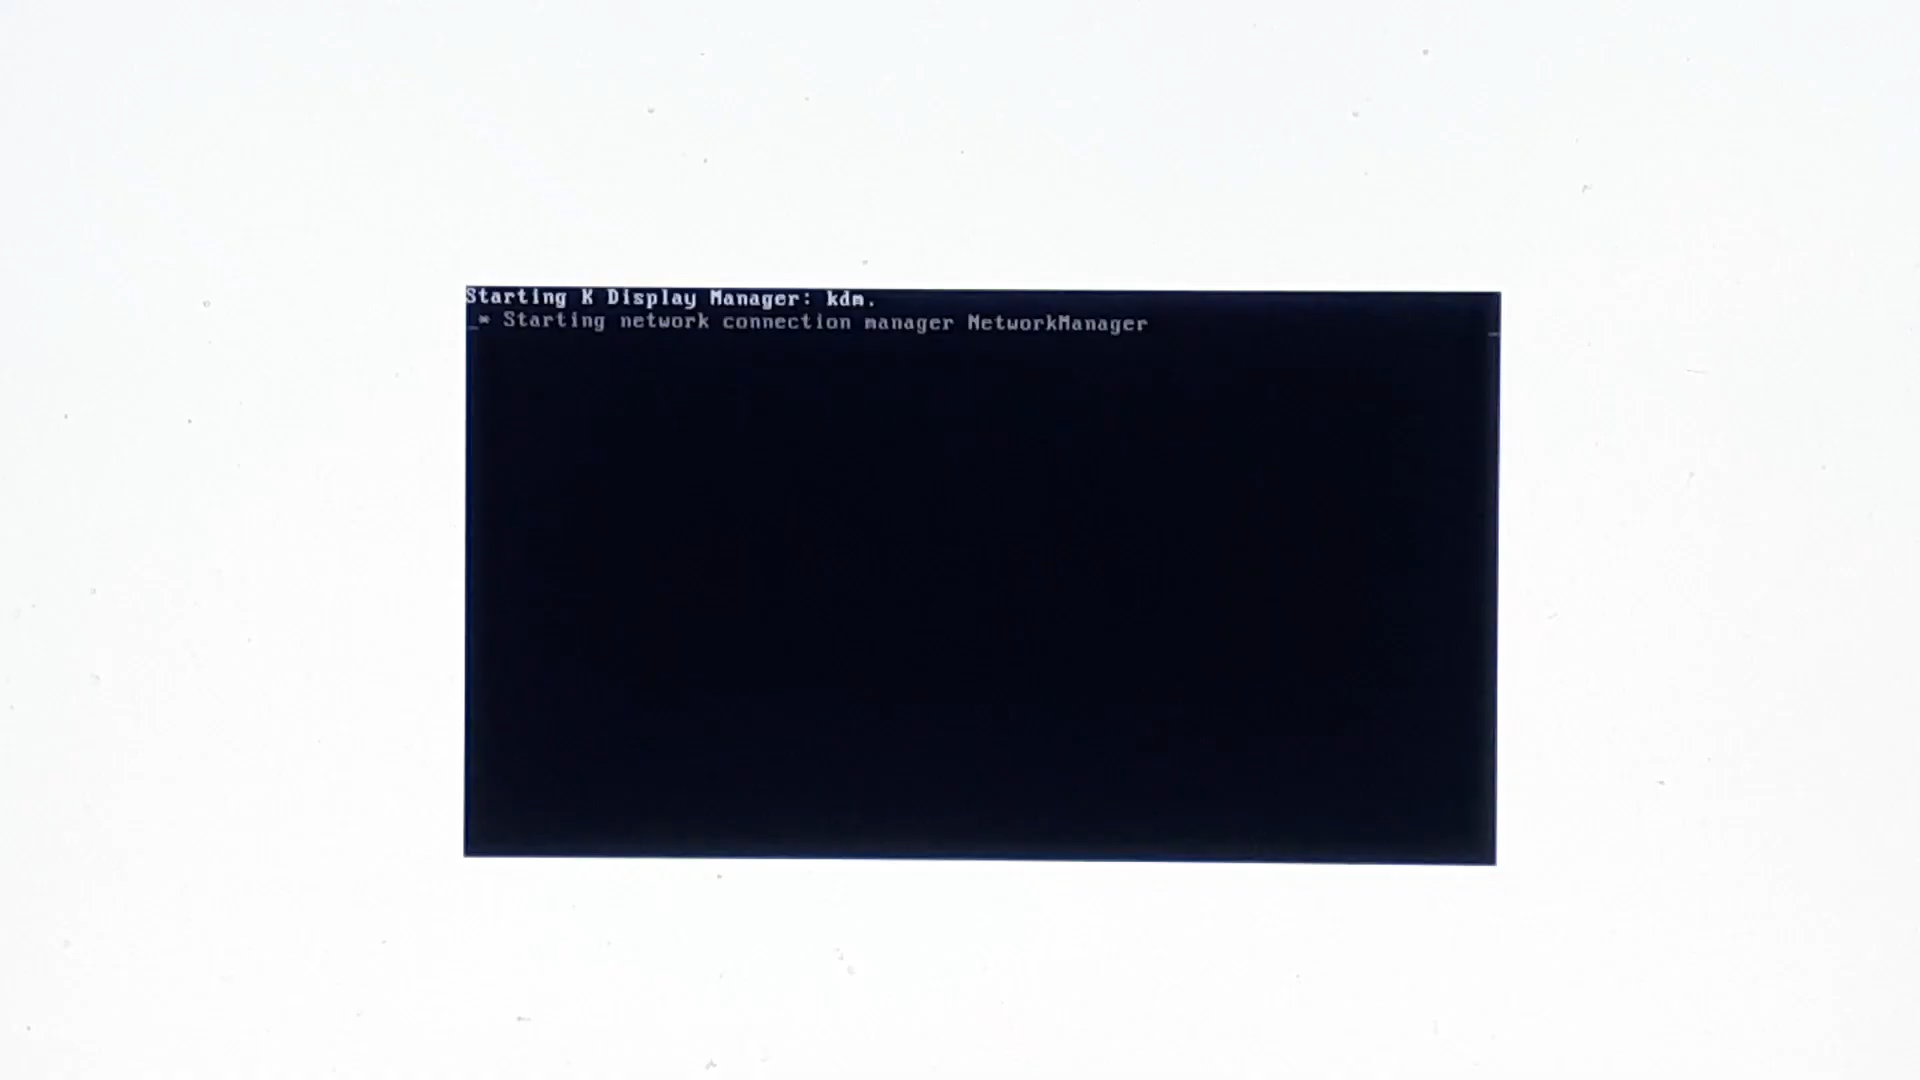 Starting K Display Manager: kdm.
_* Starting network connection manager NetworkManager